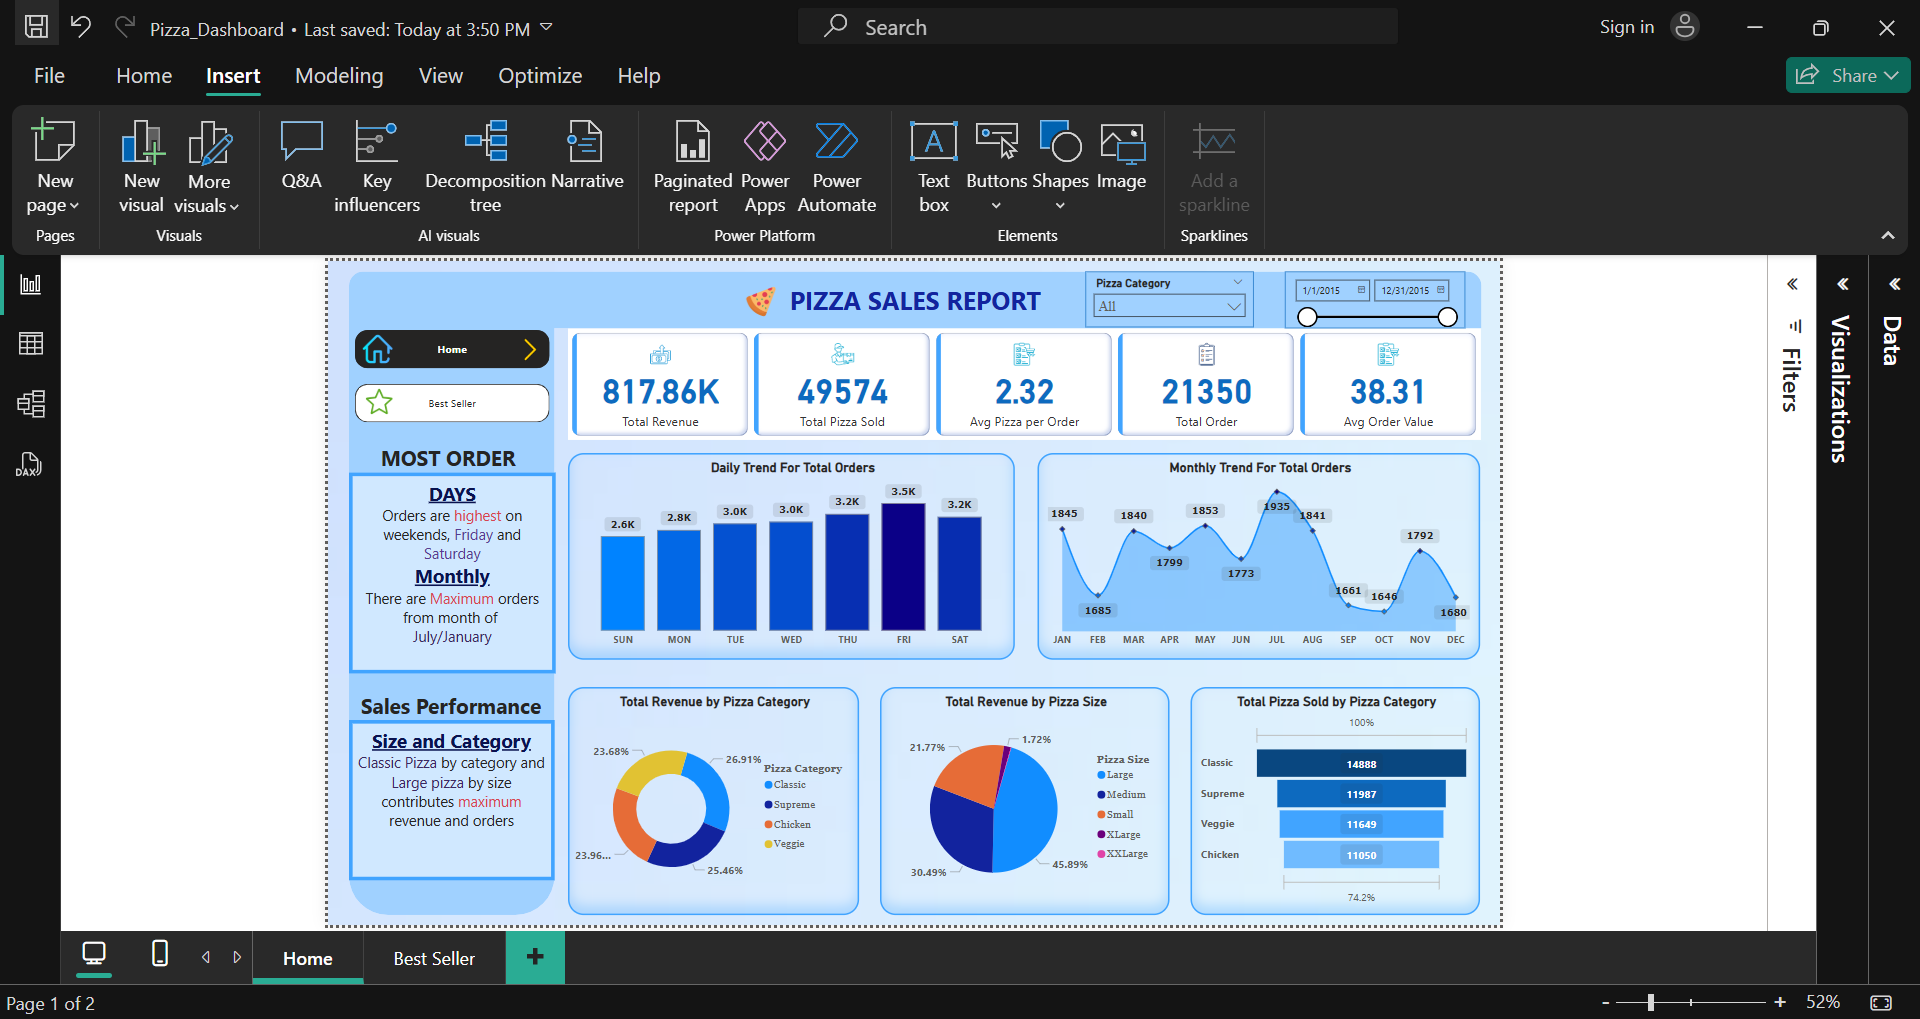 Pizza_Dashboard • Last saved: Today at 3:50 PM
Search
Sign in
File
Home
Insert
Modeling
View
Optimize
Help
Share
New page
New visual
More visuals
Q&A
Key influencers
Decomposition tree
Narrative
Paginated report
Power Apps
Power Automate
Text box
Buttons
Shapes
Image
Add a sparkline
Pages
Visuals
AI visuals
Power Platform
Elements
Sparklines
DAX
PIZZA SALES REPORT
Pizza Category
All
1/1/2015
12/31/2015
Home
Best Seller
817.86K
Total Revenue
49574
Total Pizza Sold
2.32
Avg Pizza per Order
21350
Total Order
38.31
Avg Order Value
MOST ORDER
DAYS
Orders are highest on
weekends, Friday and
Saturday
Monthly
There are Maximum orders
from month of
July/January
Sales Performance
Size and Category
Classic Pizza by category and
Large pizza by size
contributes maximum
revenue and orders
Daily Trend For Total Orders
2.6K
2.8K
3.0K
3.0K
3.2K
3.5K
3.2K
SUN MON TUE WED THU FRI SAT
Monthly Trend For Total Orders
1845
1685
1840
1799
1853
1773
1935
1841
1661
1646
1792
1680
JAN FEB MAR APR MAY JUN JUL AUG SEP OCT NOV DEC
Total Revenue by Pizza Category
23.68%
26.91%
23.96...
25.46%
Pizza Category
Classic
Supreme
Chicken
Veggie
Total Revenue by Pizza Size
21.77%
1.72%
30.49%
45.89%
Pizza Size
Large
Medium
Small
XLarge
XXLarge
Total Pizza Sold by Pizza Category
100%
Classic 14888
Supreme 11987
Veggie 11649
Chicken 11050
74.2%
Filters
Visualizations
Data
Home
Best Seller
Page 1 of 2
- + 52%